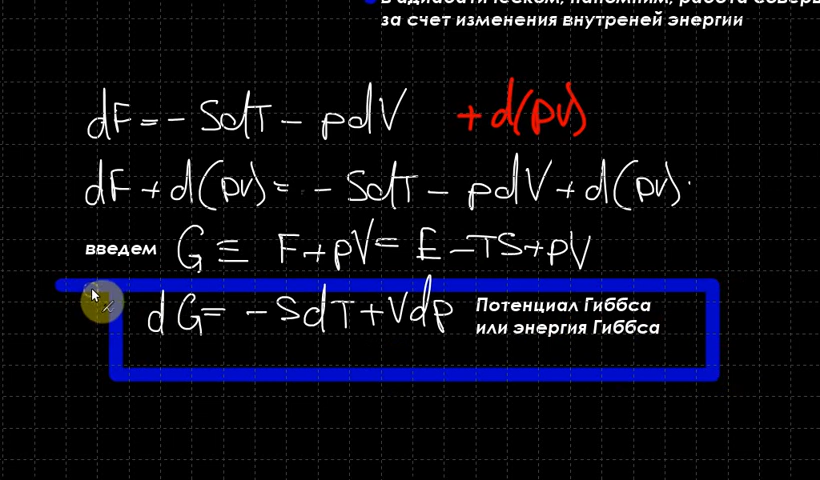 за счет изменения внутреней энергии
dF = - SdT - pdV + d(pV)
dF + d(pV) = - SdT - pdV + d(pV).
введем G ≡ F + pV = E - TS + pV
dG = - SdT + Vdp Потенциал Гиббса
или энергия Гиббса